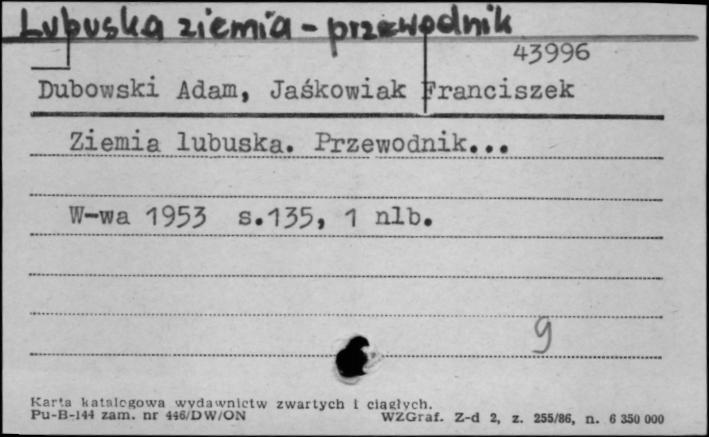 Lubuska ziemia - przewodnik
43996
Dubowski Adam, Jaśkowiak Franciszek
Ziemia lubuska. Przewodnik...
W-wa 1953 s.135, 1 nlb.
9
Karta katalogowa wydawnictw zwartych i ciągłych.
Pu-B-144 zam. nr 446/DW/ON WZGraf. Z-d 2, z. 255/86, n. 6 350 000